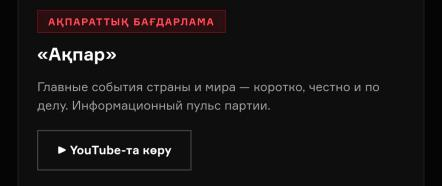 АҚПАРАТТЫҚ БАҒДАРЛАМА
«Ақпар»
Главные события страны и мира — коротко, честно и по
делу. Информационный пульс партии.
► YouTube-та көру